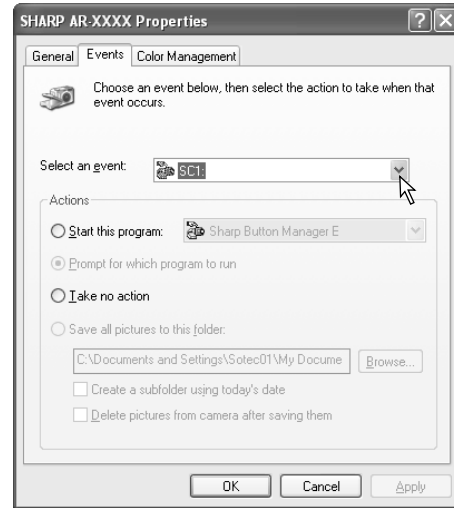 SHARP AR-XXXX Properties
General Events Color Management
Choose an event below, then select the action to take when that
event occurs.
Select an event: SC1:
Actions
Start this program: Sharp Button Manager E
Prompt for which program to run
Take no action
Save all pictures to this folder:
C:\Documents and Settings\Sotec01\My Docume Browse...
Create a subfolder using today's date
Delete pictures from camera after saving them
OK Cancel Apply